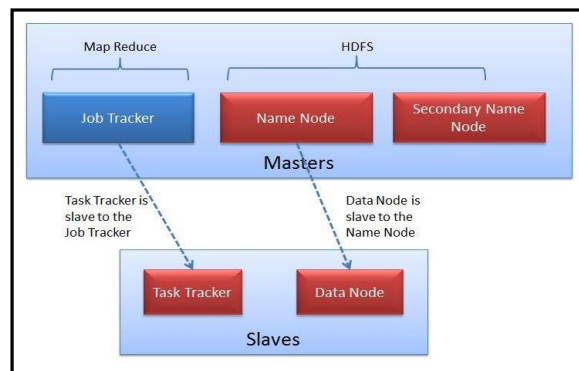 Map Reduce
HDFS
Job Tracker
Name Node
Secondary Name
Node
Masters
Task Tracker is
slave to the
Job Tracker
Data Node is
slave to the
Name Node
Task Tracker
Data Node
Slaves